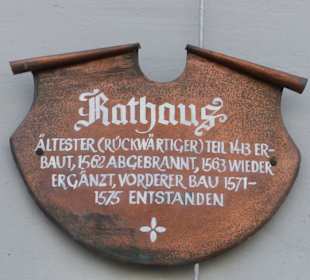 Rathaus
ÄLTESTER (RÜCKWÄRTIGER) TEIL 1413 ER-
BAUT, 1562 ABGEBRANNT, 1563 WIEDER
ERGÄNZT, VORDERER BAU 1571-
1575 ENTSTANDEN